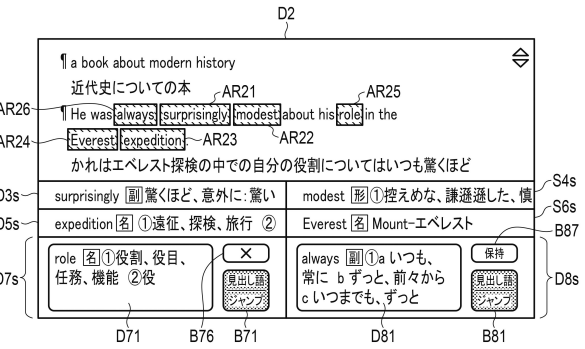 D2
¶ a book about modern history
近代史についての本
AR21
AR25
AR26
¶ He was always surprisingly modest about his role in the
AR24
Everest expedition.
AR23
AR22
かれはエベレスト探検の中での自分の役割についてはいつも驚くほど
D3s
surprisingly 副 驚くほど、意外に: 驚い
modest 形 ①控えめな、謙遜した、慎
S4s
D5s
expedition 名 ①遠征、探検、旅行 ②
Everest 名 Mount-エベレスト
S6s
B87
D7s
role 名 ①役割、役目、
任務、機能 ②役
×
見出し語
ジャンプ
always 副 ①a いつも、
常に b ずっと、前々から
c いつまでも、ずっと
保持
見出し語
ジャンプ
D8s
D71
B76
B71
D81
B81